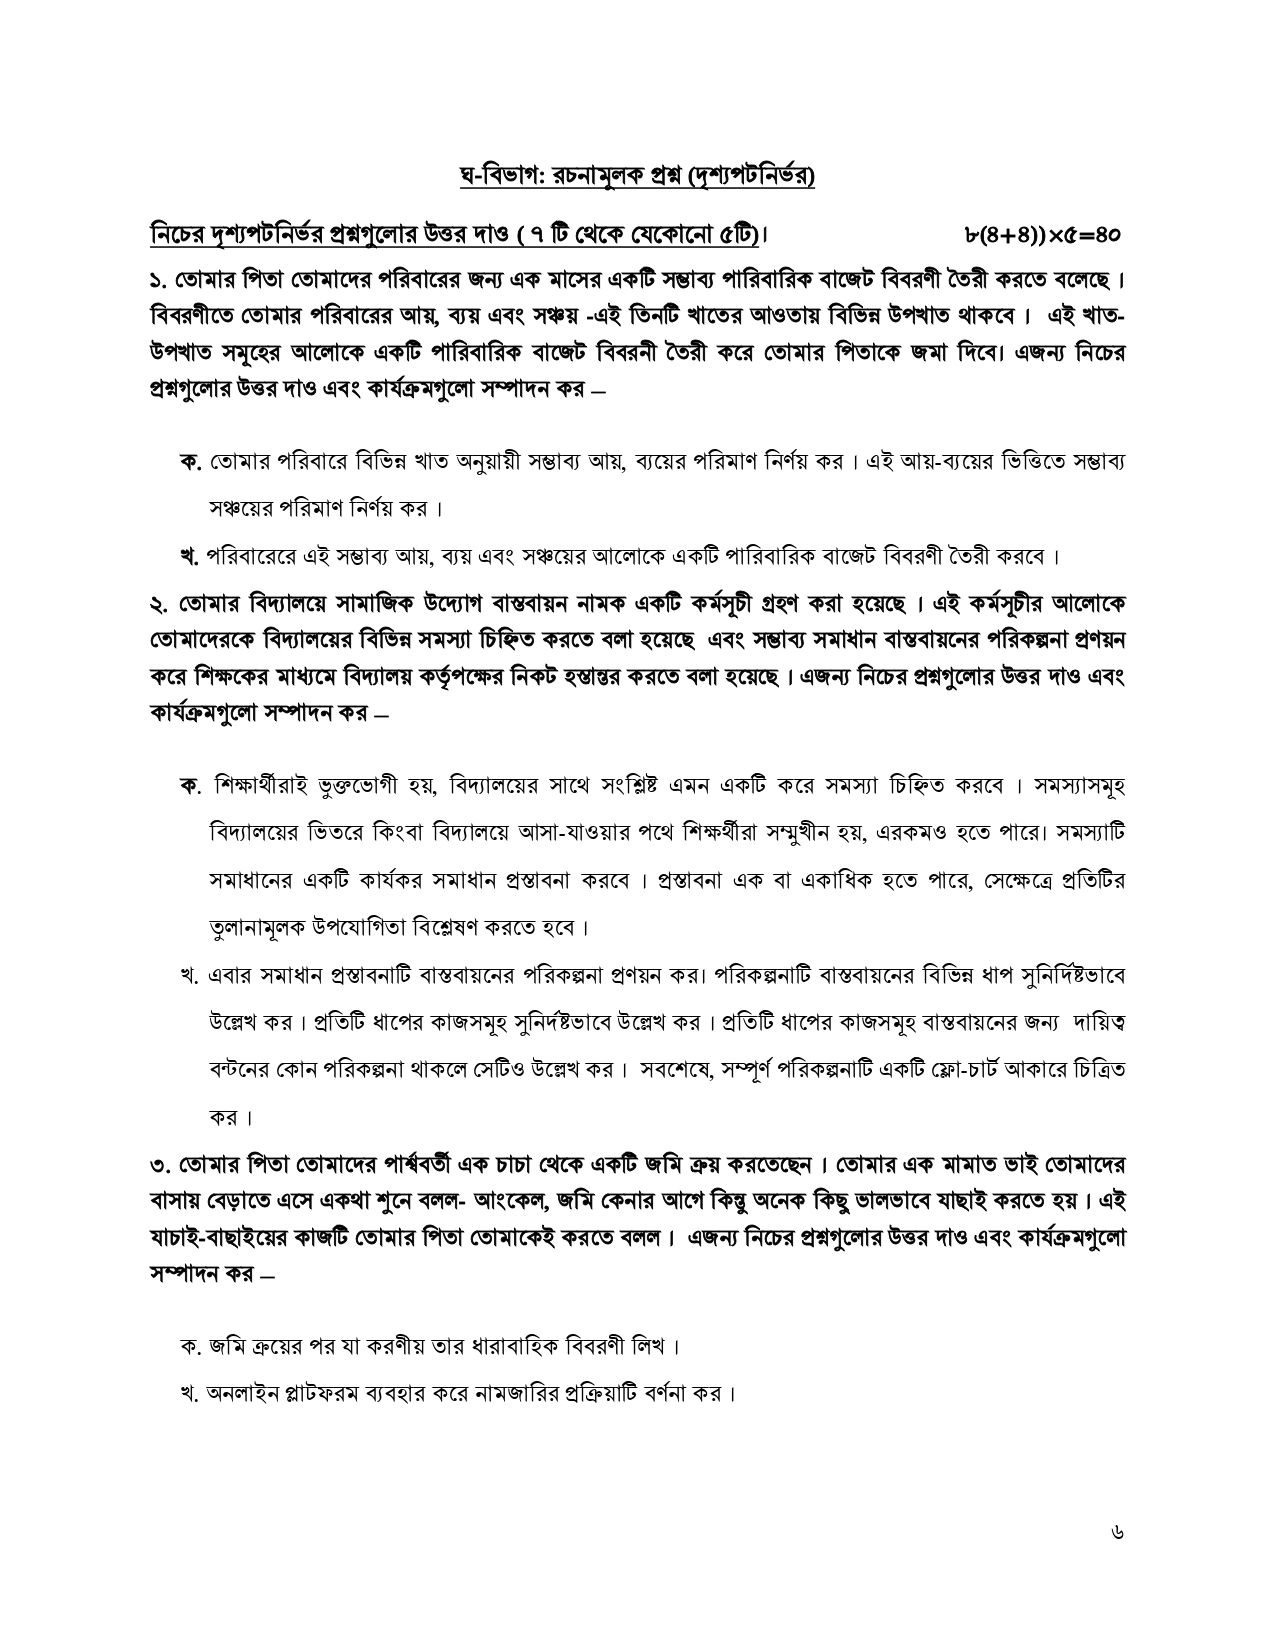 ঘ-বিভাগ: রচনামুলক প্রশ্ন (দৃশ্যপটনির্ভর)
নিচের দৃশ্যপটনির্ভর প্রশ্নগুলোর উত্তর দাও ( ৭ টি থেকে যেকোনো ৫টি)। ৮(৪+৪))×৫=৪০
১. তোমার পিতা তোমাদের পরিবারের জন্য এক মাসের একটি সম্ভাব্য পারিবারিক বাজেট বিবরণী তৈরী করতে বলেছে ।
বিবরণীতে তোমার পরিবারের আয়, ব্যয় এবং সঞ্চয় -এই তিনটি খাতের আওতায় বিভিন্ন উপখাত থাকবে । এই খাত-
উপখাত সমূহের আলোকে একটি পারিবারিক বাজেট বিবরনী তৈরী করে তোমার পিতাকে জমা দিবে। এজন্য নিচের
প্রশ্নগুলোর উত্তর দাও এবং কার্যক্রমগুলো সম্পাদন কর –
ক. তোমার পরিবারে বিভিন্ন খাত অনুয়ায়ী সম্ভাব্য আয়, ব্যয়ের পরিমাণ নির্ণয় কর । এই আয়-ব্যয়ের ভিত্তিতে সম্ভাব্য
সঞ্চয়ের পরিমাণ নির্ণয় কর ।
খ. পরিবারেরে এই সম্ভাব্য আয়, ব্যয় এবং সঞ্চয়ের আলোকে একটি পারিবারিক বাজেট বিবরণী তৈরী করবে ।
২. তোমার বিদ্যালয়ে সামাজিক উদ্যোগ বাস্তবায়ন নামক একটি কর্মসূচী গ্রহণ করা হয়েছে । এই কর্মসূচীর আলোকে
তোমাদেরকে বিদ্যালয়ের বিভিন্ন সমস্যা চিহ্নিত করতে বলা হয়েছে এবং সম্ভাব্য সমাধান বাস্তবায়নের পরিকল্পনা প্রণয়ন
করে শিক্ষকের মাধ্যমে বিদ্যালয় কর্তৃপক্ষের নিকট হস্তান্তর করতে বলা হয়েছে । এজন্য নিচের প্রশ্নগুলোর উত্তর দাও এবং
কার্যক্রমগুলো সম্পাদন কর –
ক. শিক্ষার্থীরাই ভুক্তভোগী হয়, বিদ্যালয়ের সাথে সংশ্লিষ্ট এমন একটি করে সমস্যা চিহ্নিত করবে । সমস্যাসমূহ
বিদ্যালয়ের ভিতরে কিংবা বিদ্যালয়ে আসা-যাওয়ার পথে শিক্ষর্থীরা সম্মুখীন হয়, এরকমও হতে পারে। সমস্যাটি
সমাধানের একটি কার্যকর সমাধান প্রস্তাবনা করবে । প্রস্তাবনা এক বা একাধিক হতে পারে, সেক্ষেত্রে প্রতিটির
তুলানামূলক উপযোগিতা বিশ্লেষণ করতে হবে ।
খ. এবার সমাধান প্রস্তাবনাটি বাস্তবায়নের পরিকল্পনা প্রণয়ন কর। পরিকল্পনাটি বাস্তবায়নের বিভিন্ন ধাপ সুনির্দিষ্টভাবে
উল্লেখ কর । প্রতিটি ধাপের কাজসমূহ সুনির্দষ্টভাবে উল্লেখ কর । প্রতিটি ধাপের কাজসমূহ বাস্তবায়নের জন্য দায়িত্ব
বন্টনের কোন পরিকল্পনা থাকলে সেটিও উল্লেখ কর । সবশেষে, সম্পূর্ণ পরিকল্পনাটি একটি ফ্লো-চার্ট আকারে চিত্রিত
কর ।
৩. তোমার পিতা তোমাদের পার্শ্ববর্তী এক চাচা থেকে একটি জমি ক্রয় করতেছেন । তোমার এক মামাত ভাই তোমাদের
বাসায় বেড়াতে এসে একথা শুনে বলল- আংকেল, জমি কেনার আগে কিন্তু অনেক কিছু ভালভাবে যাছাই করতে হয় । এই
যাচাই-বাছাইয়ের কাজটি তোমার পিতা তোমাকেই করতে বলল । এজন্য নিচের প্রশ্নগুলোর উত্তর দাও এবং কার্যক্রমগুলো
সম্পাদন কর –
ক. জমি ক্রয়ের পর যা করণীয় তার ধারাবাহিক বিবরণী লিখ ।
খ. অনলাইন প্লাটফরম ব্যবহার করে নামজারির প্রক্রিয়াটি বর্ণনা কর ।
৬